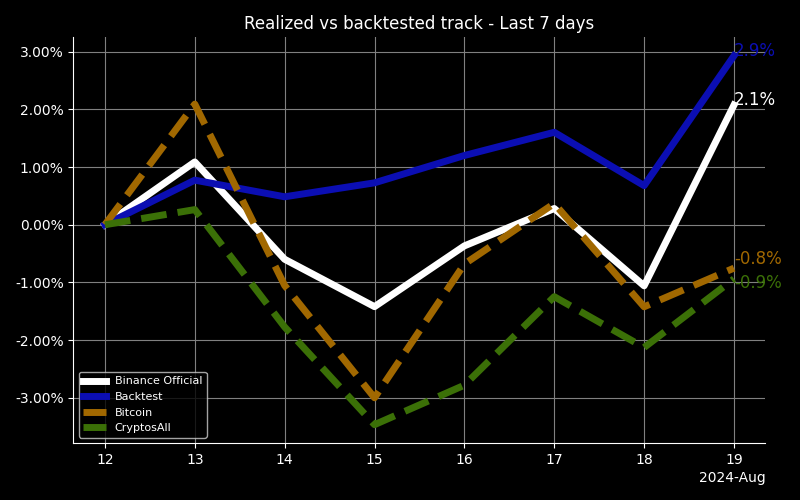 Realized vs backtested track - Last 7 days
3.00%
2.00%
1.00%
0.00%
-1.00%
-2.00%
-3.00%
2.9%
2.1%
-0.8%
-0.9%
Binance Official
Backtest
Bitcoin
CryptosAll
12 13 14 15 16 17 18 19
2024-Aug